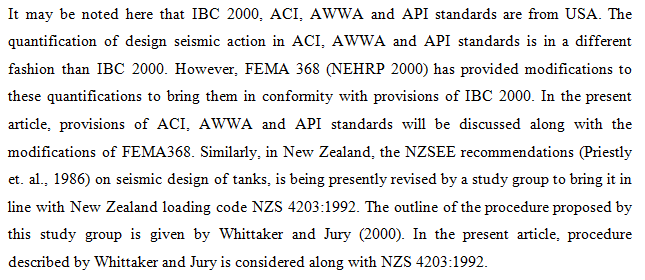 It may be noted here that IBC 2000, ACI, AWWA and API standards are from USA. The
quantification of design seismic action in ACI, AWWA and API standards is in a different
fashion than IBC 2000. However, FEMA 368 (NEHRP 2000) has provided modifications to
these quantifications to bring them in conformity with provisions of IBC 2000. In the present
article, provisions of ACI, AWWA and API standards will be discussed along with the
modifications of FEMA368. Similarly, in New Zealand, the NZSEE recommendations (Priestly
et. al., 1986) on seismic design of tanks, is being presently revised by a study group to bring it in
line with New Zealand loading code NZS 4203:1992. The outline of the procedure proposed by
this study group is given by Whittaker and Jury (2000). In the present article, procedure
described by Whittaker and Jury is considered along with NZS 4203:1992.